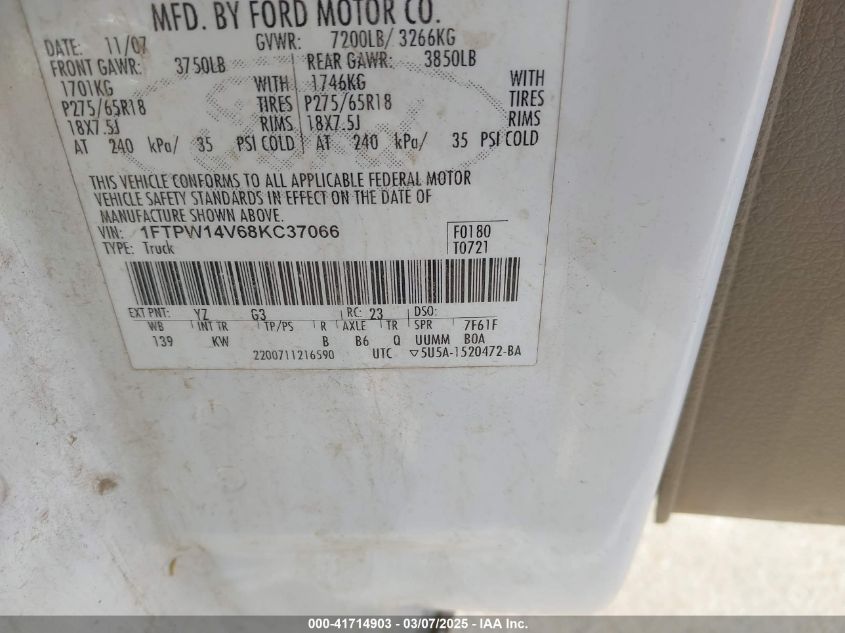 MFD. BY FORD MOTOR CO.
DATE: 11/07 GVWR: 7200LB/ 3266KG
FRONT GAWR: 3750LB REAR GAWR: 3850LB
1701KG WITH 1746KG WITH
P275/65R18 TIRES P275/65R18 TIRES
18X7.5J RIMS 18X7.5J RIMS
AT 240 kPa/ 35 PSI COLD AT 240 kPa/ 35 PSI COLD
THIS VEHICLE CONFORMS TO ALL APPLICABLE FEDERAL MOTOR
VEHICLE SAFETY STANDARDS IN EFFECT ON THE DATE OF
MANUFACTURE SHOWN ABOVE.
VIN: 1FTPW14V68KC37066 F0180
TYPE: Truck T0721
EXT PNT: YZ G3 RC: 23 DSO:
WB INT TR TP/PS R AXLE TR SPR 7F61F
139 KW B B6 Q UUMM BOA
2200711216590 UTC ▽5U5A-1520472-BA
000-41714903 - 03/07/2025 - IAA Inc.